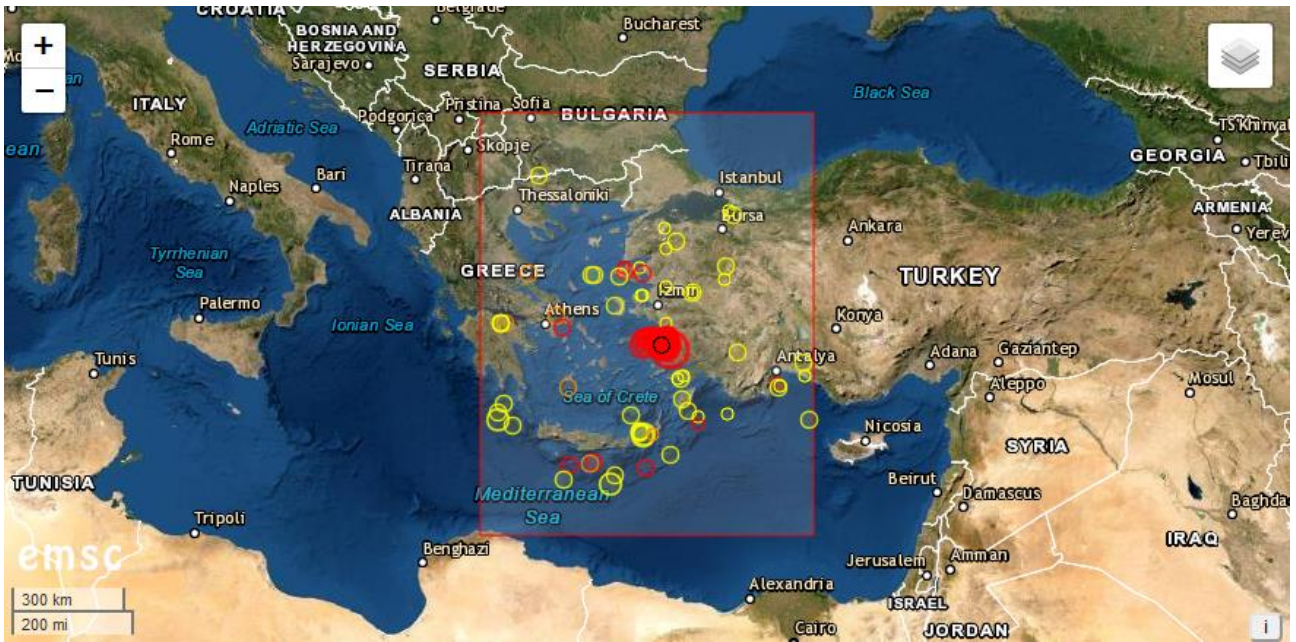 CROATIA
Belgrade
Bucharest
BOSNIA AND
HERZEGOVINA
Sarajevo
SERBIA
Black Sea
ITALY
Pristina
Sofia
BULGARIA
Podgorica
Adriatic Sea
Rome
Skopje
TSKhinval
GEORGIA
Tbili
ean
Bari
Tirana
Istanbul
Naples
Thessaloniki
ALBANIA
ARMENIA
Bursa
Yerev
Ankara
Tyrrhenian
Sea
GREECE
TURKEY
Izmir
Palermo
Athens
Ionian Sea
Konya
Tunis
Antalya
Adana
Gaziantep
Aleppo
Mosul
Sea of Crete
Nicosia
SYRIA
TUNISIA
Mediterranean
Sea
Beirut
Damascus
Baghda
Tripoli
IRAQ
Benghazi
emsc
Jerusalem
Amman
Alexandria
300 km
ISRAEL
200 mi
Cairo
JORDAN
i